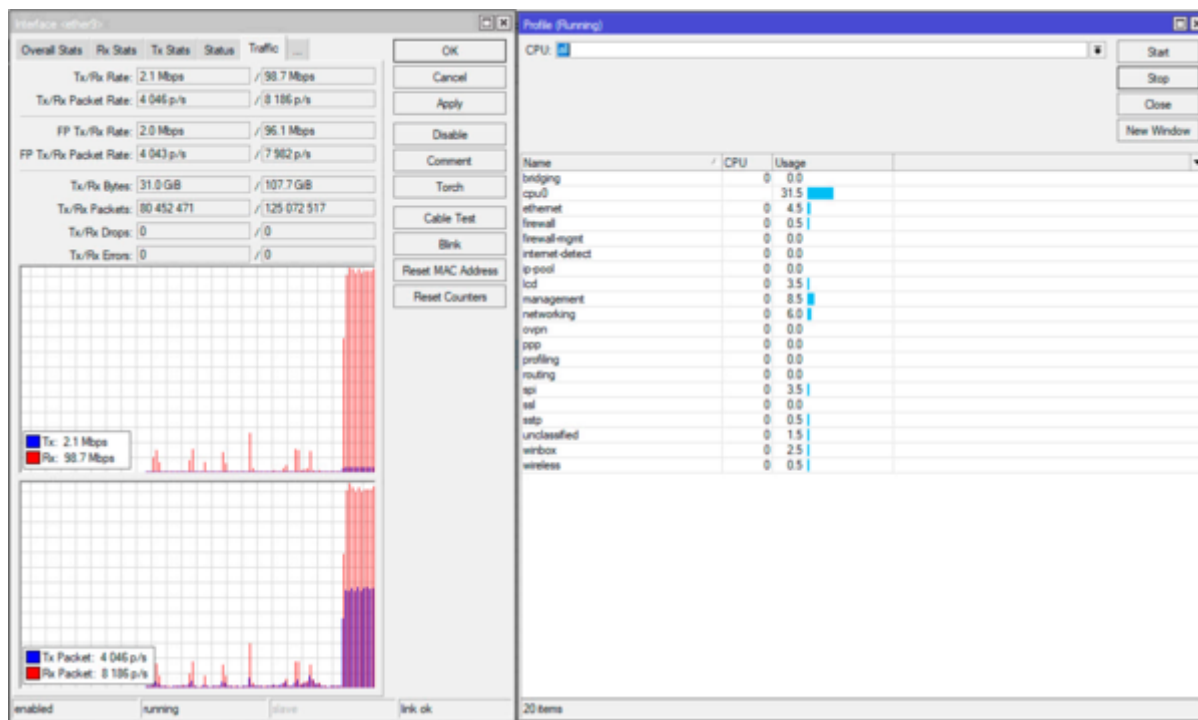 Interface <ether9>
Overall Stats Rx Stats Tx Stats Status Traffic ...
Tx/Rx Rate: 2.1 Mbps / 98.7 Mbps
Tx/Rx Packet Rate: 4 046 p/s / 8 186 p/s
FP Tx/Rx Rate: 2.0 Mbps / 96.1 Mbps
FP Tx/Rx Packet Rate: 4 043 p/s / 7 982 p/s
Tx/Rx Bytes: 31.0 GiB / 107.7 GiB
Tx/Rx Packets: 80 452 471 / 125 072 517
Tx/Rx Drops: 0 / 0
Tx/Rx Errors: 0 / 0
Tx: 2.1 Mbps
Rx: 98.7 Mbps
Tx Packet: 4 046 p/s
Rx Packet: 8 186 p/s
enabled running slave link ok
OK
Cancel
Apply
Disable
Comment
Torch
Cable Test
Blink
Reset MAC Address
Reset Counters
Profile (Running)
CPU: all
Start
Stop
Close
New Window
Name / CPU Usage
bridging 0 0.0
cpu0 31.5
ethernet 0 4.5
firewall 0 0.5
firewall-mgmt 0 0.0
internet-detect 0 0.0
ip-pool 0 0.0
lcd 0 3.5
management 0 8.5
networking 0 6.0
ovpn 0 0.0
ppp 0 0.0
profiling 0 0.0
routing 0 0.0
spi 0 3.5
ssl 0 0.0
sstp 0 0.5
unclassified 0 1.5
winbox 0 2.5
wireless 0 0.5
20 items